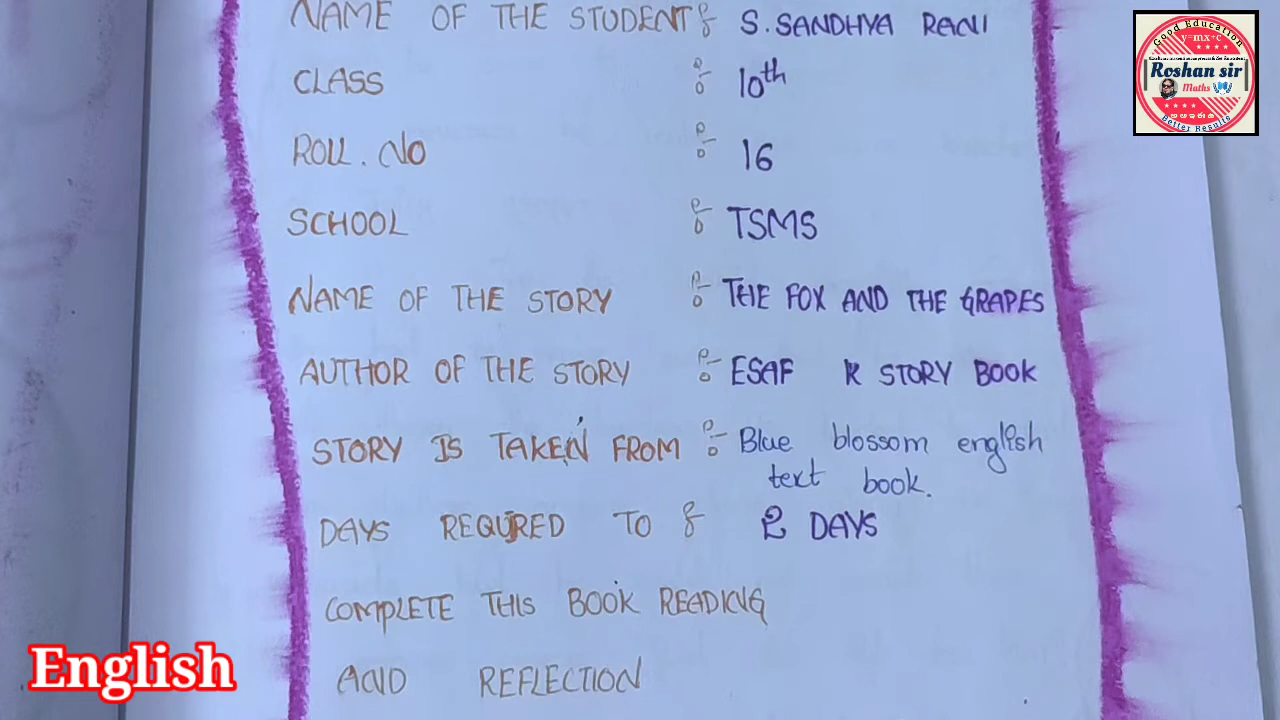 NAME OF THE STUDENT : S. SANDHYA RANI
CLASS : 10th
ROLL. NO : 16
SCHOOL : TSMS
NAME OF THE STORY : THE FOX AND THE GRAPES
AUTHOR OF THE STORY : ESAF K STORY BOOK
STORY IS TAKEN FROM : Blue blossom english
text book.
DAYS REQUIRED TO : 2 DAYS
COMPLETE THIS BOOK READING
AND REFLECTION
Good Education
y=mx+c
Roshan sir
Maths
Better Results
English